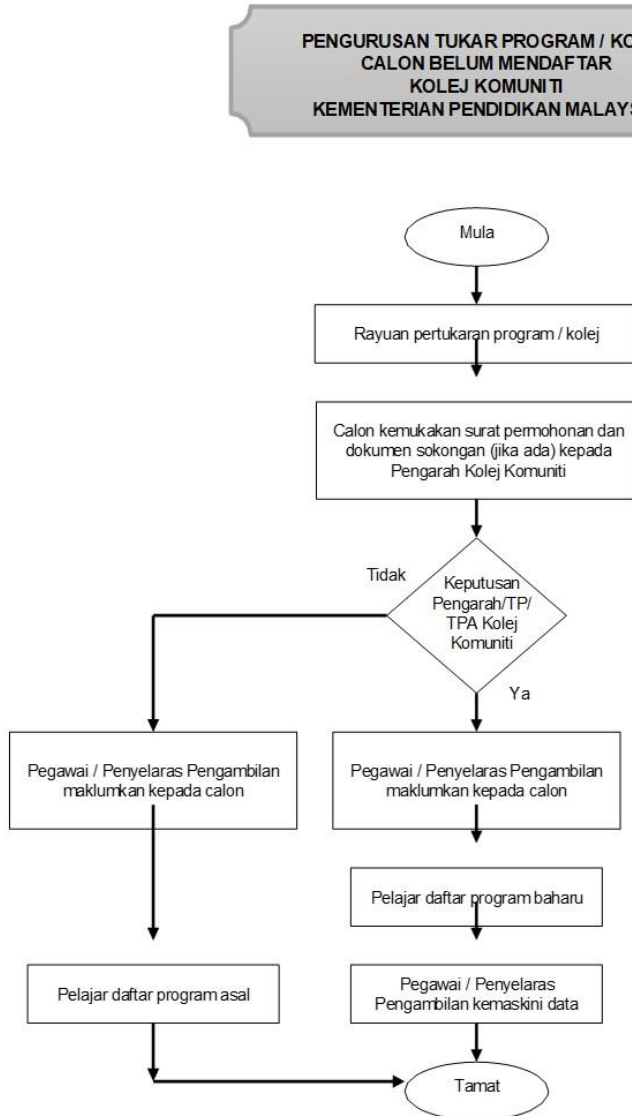 PENGURUSAN TUKAR PROGRAM / KO
CALON BELUM MENDAFTAR
KOLEJ KOMUNITI
KEMENTERIAN PENDIDIKAN MALAYS
Mula
Rayuan pertukaran program / kolej
Calon kemukakan surat permohonan dan
dokumen sokongan (jika ada) kepada
Pengarah Kolej Komuniti
Tidak
Keputusan
Pengarah/TP/
TPA Kolej
Komuniti
Ya
Pegawai / Penyelaras Pengambilan
maklumkan kepada calon
Pegawai / Penyelaras Pengambilan
maklumkan kepada calon
Pelajar daftar program baharu
Pelajar daftar program asal
Pegawai / Penyelaras
Pengambilan kemaskini data
Tamat